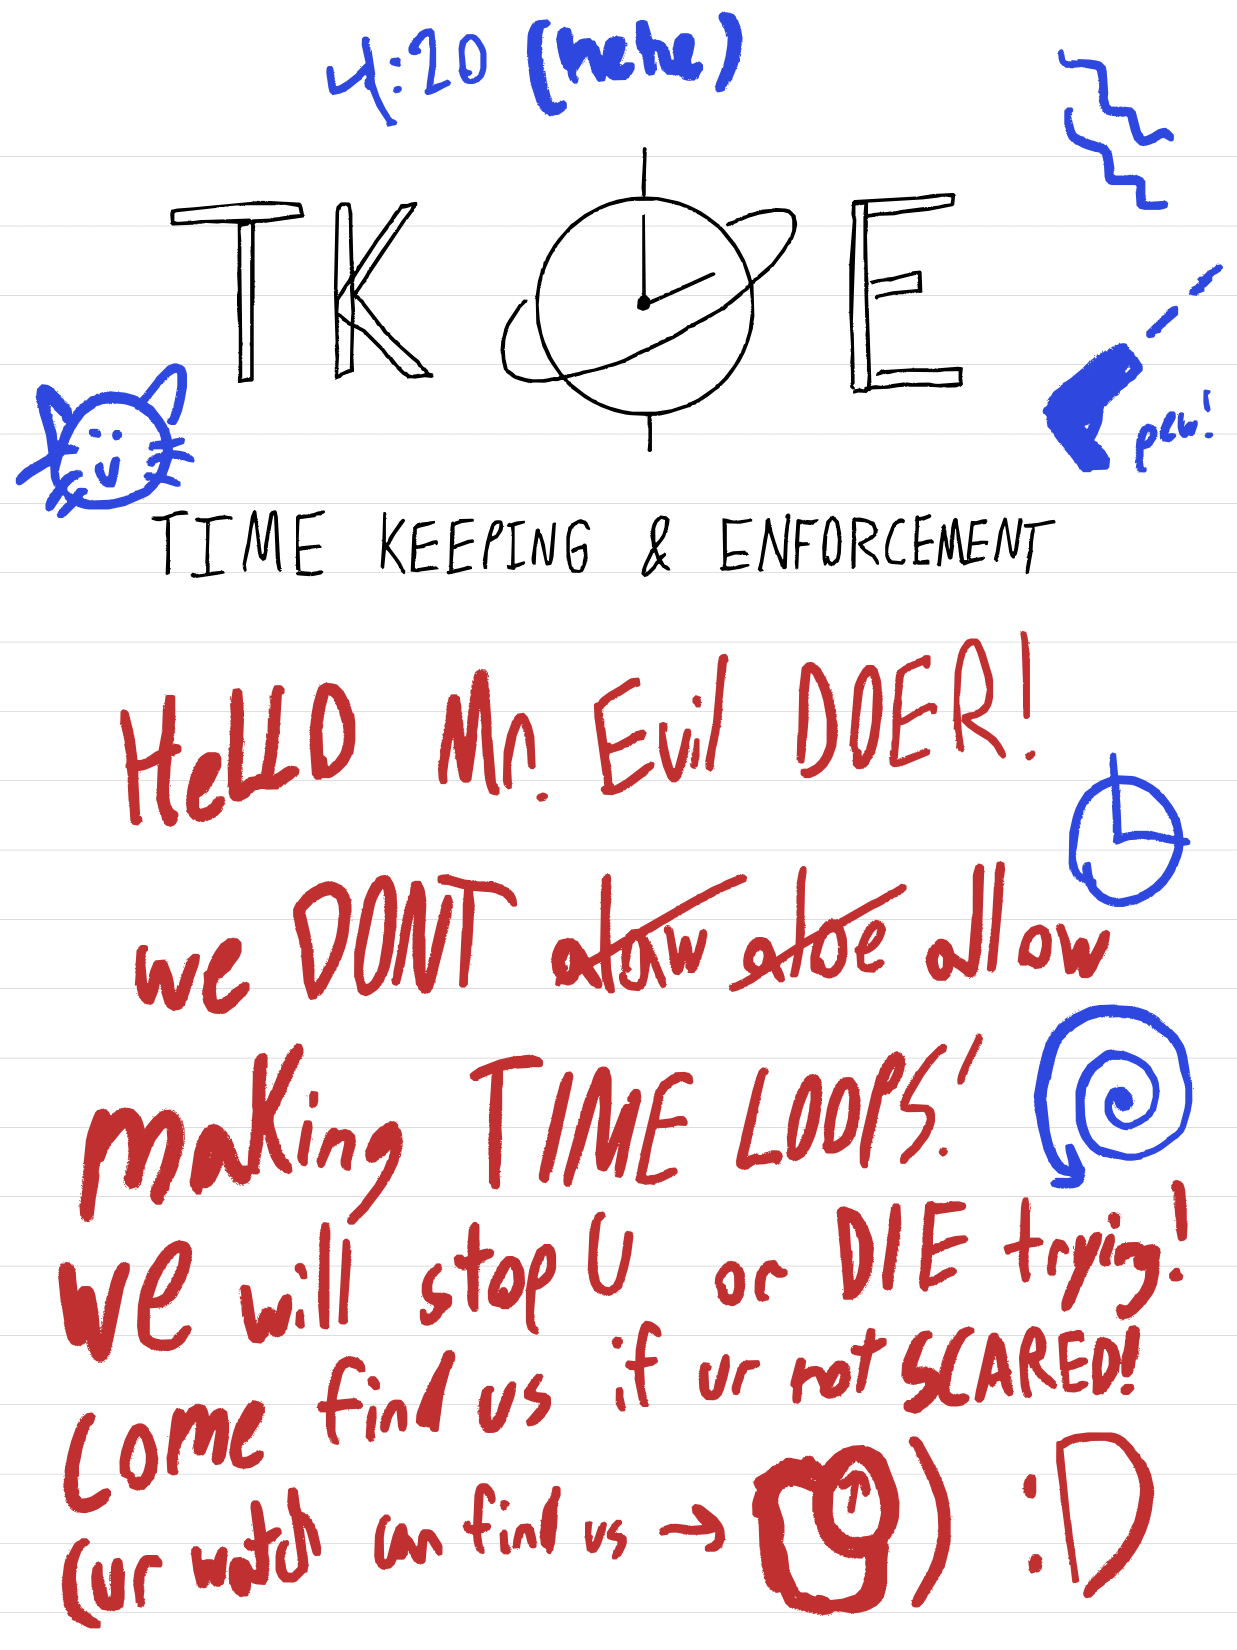 4:20 (hehe)
TK E
pew!
TIME KEEPING & ENFORCEMENT
HeLLO Mr. Evil DOER!
we DONT alaw aloe allow
making TIME LOOPS!
we will stop U or DIE trying!
come find us if ur not SCARED!
(ur watch can find us →) :D